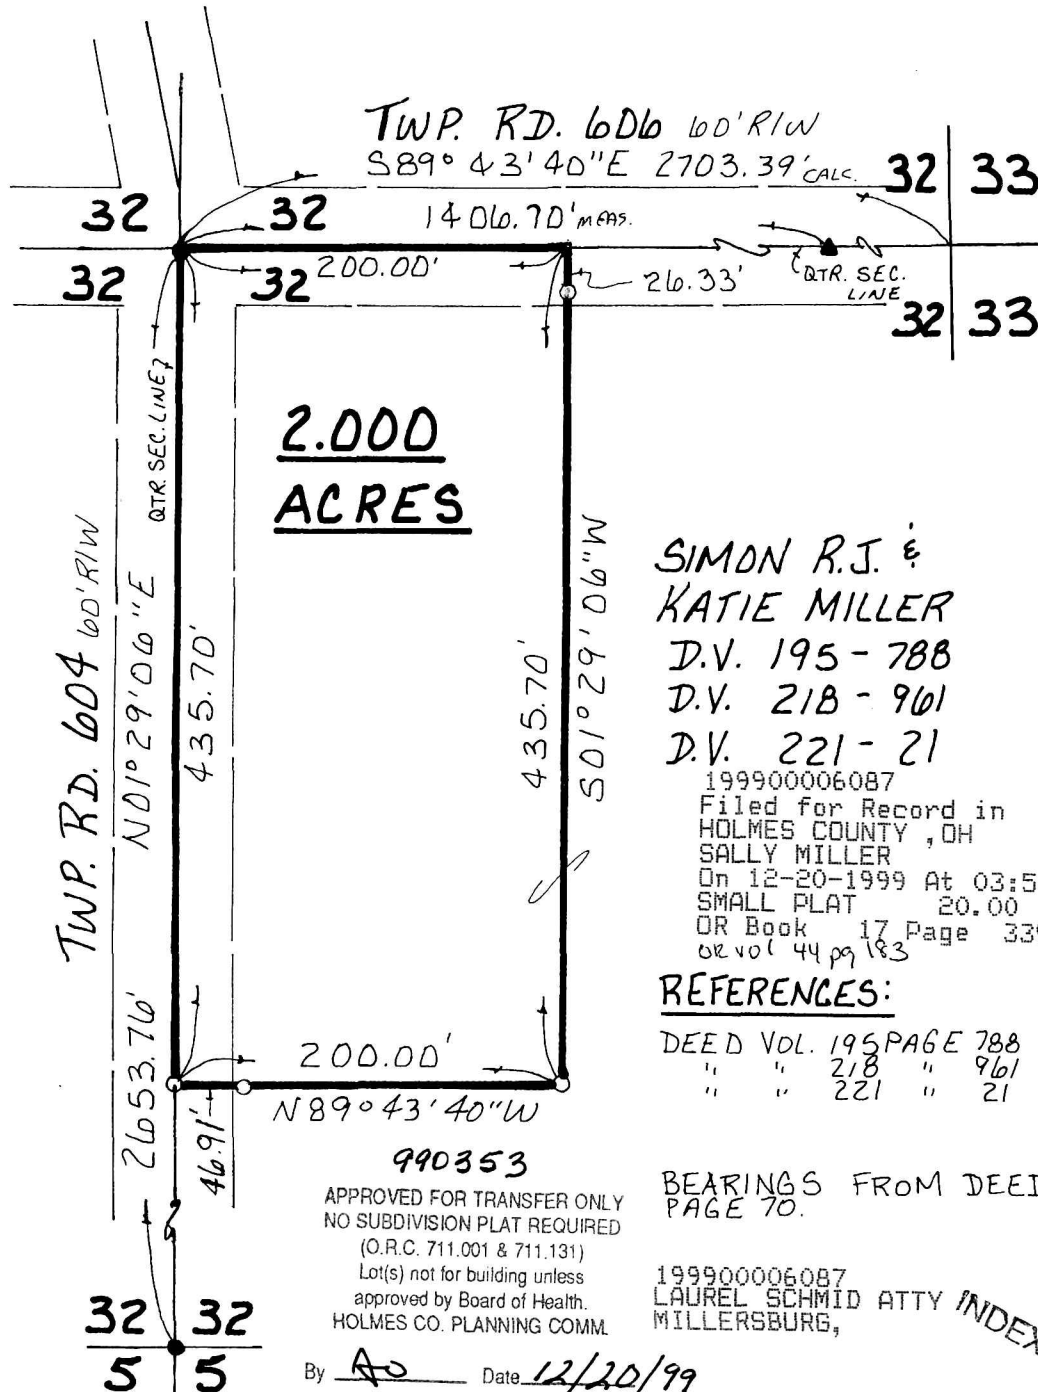 TWP. RD. 606 60' R/W
S89° 43' 40"E 2703.39' CALC.
32 33
32 32
1406.70' MEAS.
32 32
200.00'
26.33'
QTR. SEC.
LINE
32 33
QTR. SEC. LINE
2.000
ACRES
TWP. RD. 604 60' R/W
N01° 29' 06"E
435.70'
435.70'
S01° 29' 06"W
SIMON R.J. &
KATIE MILLER
D.V. 195 - 788
D.V. 218 - 961
D.V. 221 - 21
199900006087
Filed for Record in
HOLMES COUNTY ,OH
SALLY MILLER
On 12-20-1999 At 03:5
SMALL PLAT 20.00
OR Book 17 Page 339
OR vol 44 pg 183
REFERENCES:
DEED VOL. 195 PAGE 788
" " 218 " 961
" " 221 " 21
2653.76'
200.00'
46.91'
N89° 43' 40"W
990353
APPROVED FOR TRANSFER ONLY
NO SUBDIVISION PLAT REQUIRED
(O.R.C. 711.001 & 711.131)
Lot(s) not for building unless
approved by Board of Health.
HOLMES CO. PLANNING COMM.
By Date 12/20/99
BEARINGS FROM DEED
PAGE 70.
199900006087
LAUREL SCHMID ATTY
MILLERSBURG,
INDEX
32 32
5 5